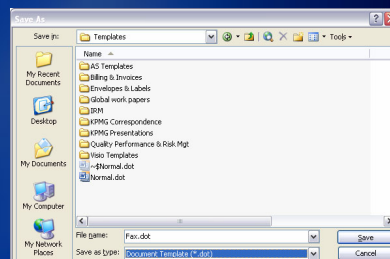 Save As
Save in:
Templates
Tools
My Recent Documents
Desktop
My Documents
My Computer
My Network Places
Name
AS Templates
Billing & Invoices
Envelopes & Labels
Global work papers
IRM
KPMG Correspondence
KPMG Presentations
Quality Performance & Risk Mgt
Visio Templates
~$Normal.dot
Normal.dot
File name:
Fax.dot
Save
Save as type:
Document Template (*.dot)
Cancel